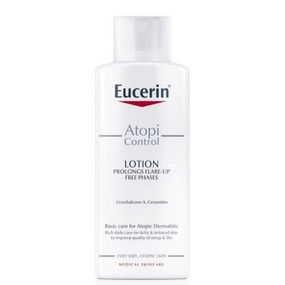 Eucerin®
Atopi
Control
LOTION
PROLONGS FLARE-UP
FREE PHASES
Licochalcone A, Ceramides
Basic care for Atopic Dermatitis
Rich daily care for itchy & irritated skin
to improve quality of sleep & life
VERY DRY, ATOPIC SKIN
MEDICAL SKINCARE